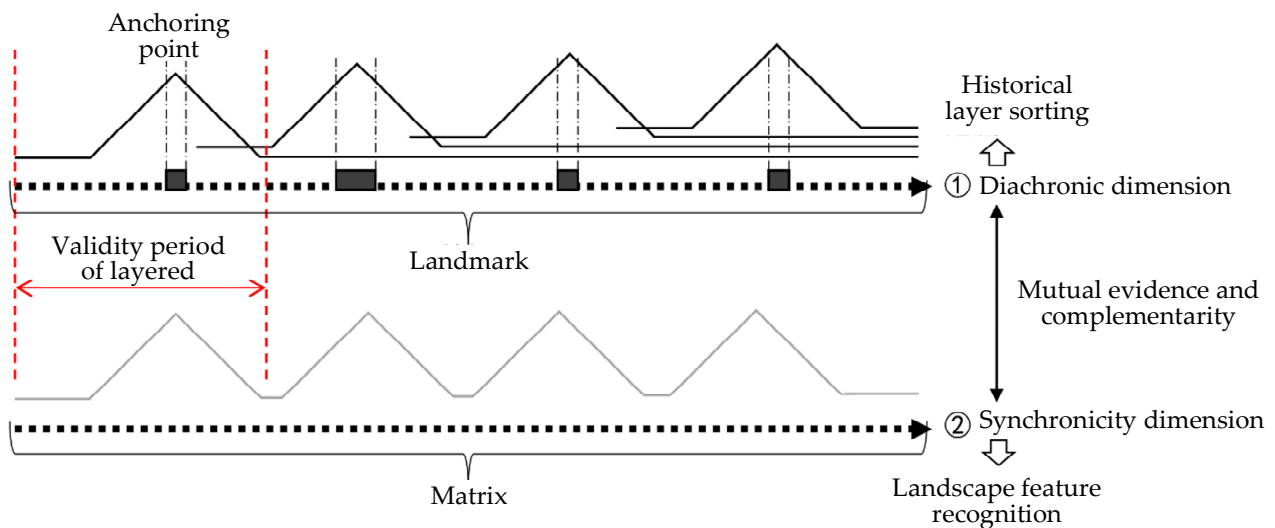 Anchoring
point
Historical
layer sorting
① Diachronic dimension
Validity period
of layered
Landmark
Mutual evidence and
complementarity
② Synchronicity dimension
Matrix
Landscape feature
recognition